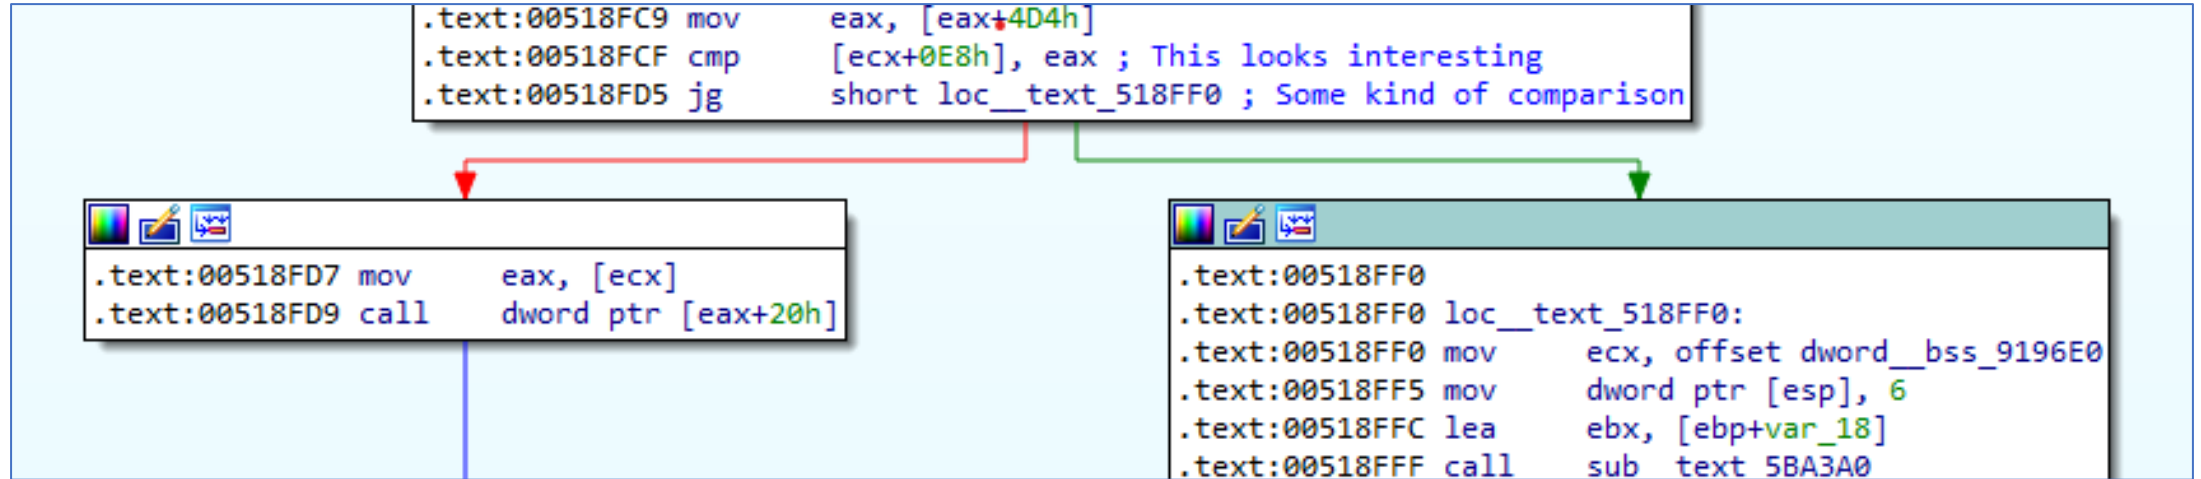 .text:00518FC9 mov eax, [eax+4D4h]
.text:00518FCF cmp [ecx+0E8h], eax ; This looks interesting
.text:00518FD5 jg short loc__text_518FF0 ; Some kind of comparison
.text:00518FD7 mov eax, [ecx]
.text:00518FD9 call dword ptr [eax+20h]
.text:00518FF0
.text:00518FF0 loc__text_518FF0:
.text:00518FF0 mov ecx, offset dword__bss_9196E0
.text:00518FF5 mov dword ptr [esp], 6
.text:00518FFC lea ebx, [ebp+var_18]
.text:00518FFF call sub__text_5BA3A0